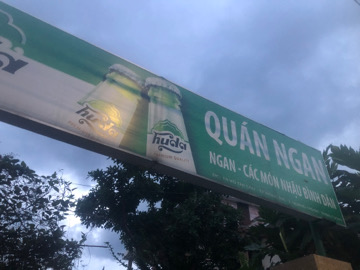 huda
huda
QUÁN NGAN
NGAN - CÁC MÓN NHẬU BÌNH DÂN